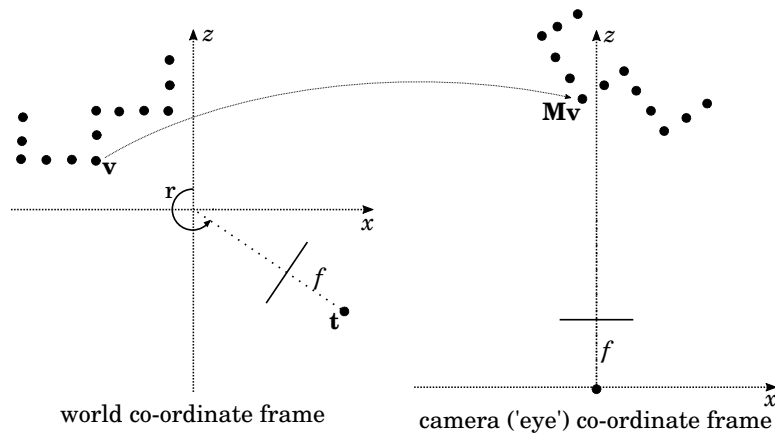 z
z
v
Mv
r
x
f
t
f
x
world co-ordinate frame
camera ('eye') co-ordinate frame